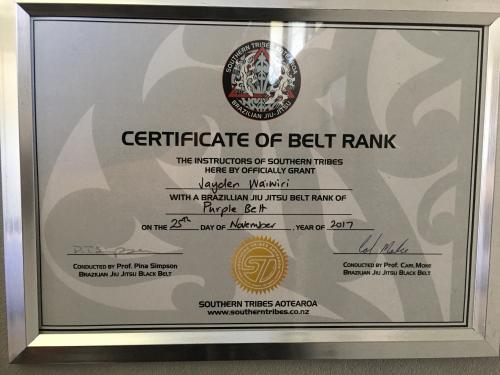 SOUTHERN TRIBES AOTEAROA
BRAZILIAN JIU-JITSU
CERTIFICATE OF BELT RANK
THE INSTRUCTORS OF SOUTHERN TRIBES
HERE BY OFFICIALLY GRANT
Jayden Waiwiri
WITH A BRAZILLIAN JIU JITSU BELT RANK OF
Purple Belt
ON THE 25th DAY OF November, YEAR OF 2017
CONDUCTED BY PROF. PINE SIMPSON
BRAZILIAN JIU JITSU BLACK BELT
CONDUCTED BY PROF. CARL MOKE
BRAZILIAN JIU JITSU BLACK BELT
ST
SOUTHERN TRIBES AOTEAROA
www.southerntribes.co.nz